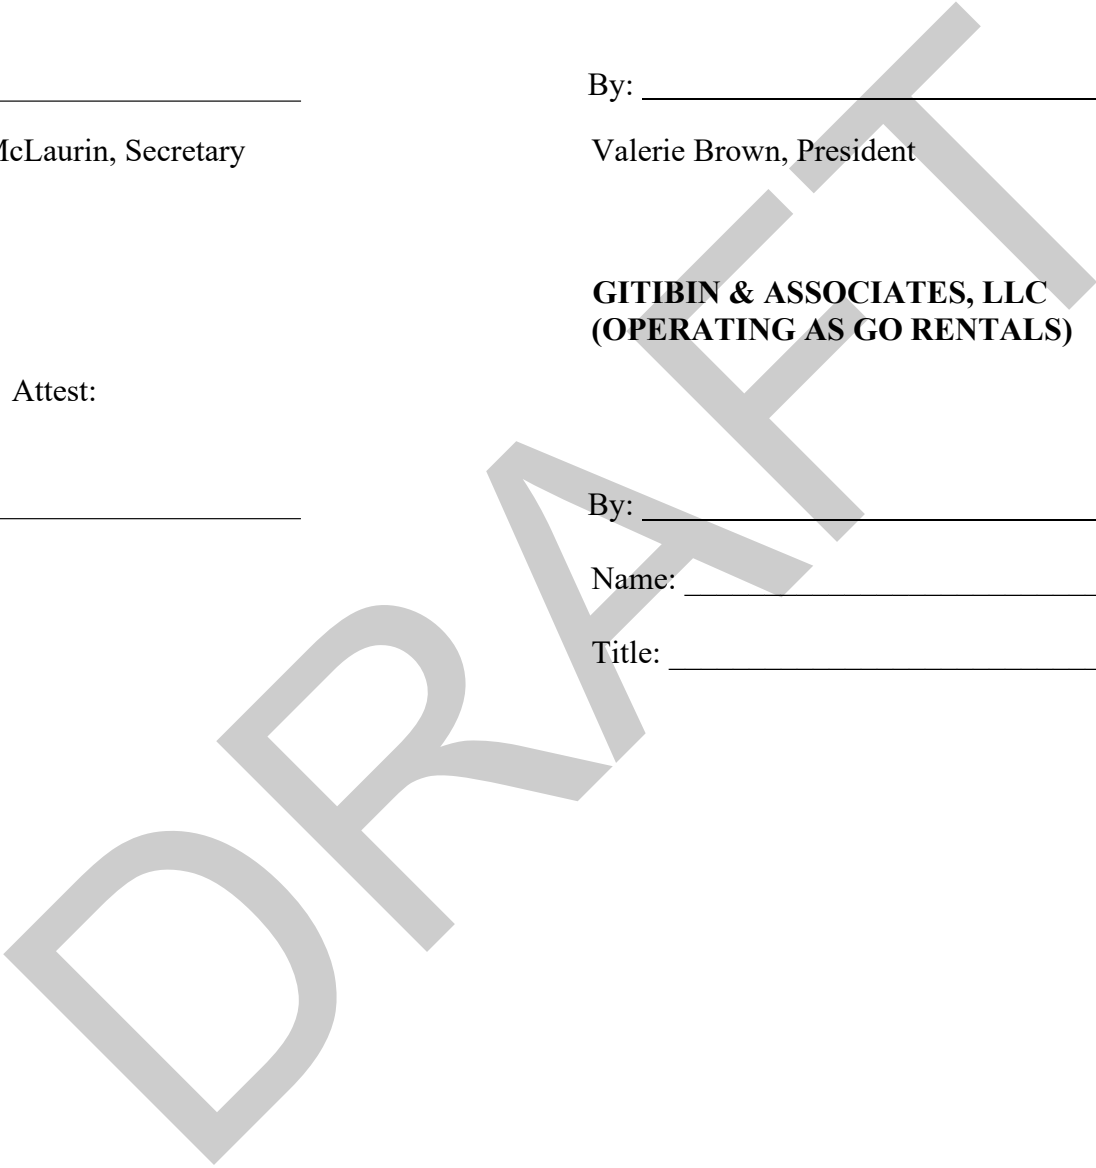 By:
McLaurin, Secretary
Valerie Brown, President
GITIBIN & ASSOCIATES, LLC
(OPERATING AS GO RENTALS)
Attest:
By:
Name:
Title:
DRAFT